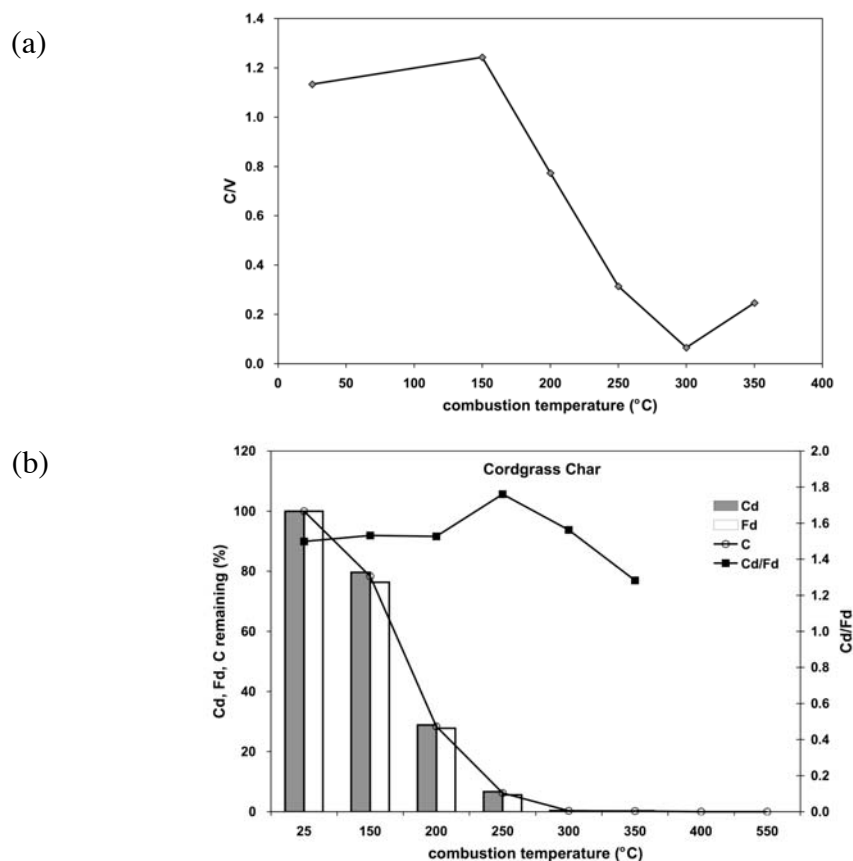 (a)
1.4
1.2
1.0
0.8
0.6
0.4
0.2
0.0
C/V
0 50 100 150 200 250 300 350 400
combustion temperature (°C)
(b)
Cordgrass Char
120
100
80
60
40
20
0
Cd, Fd, C remaining (%)
Cd
Fd
C
Cd/Fd
2.0
1.8
1.6
1.4
1.2
1.0
0.8
0.6
0.4
0.2
0.0
Cd/Fd
25 150 200 250 300 350 400 550
combustion temperature (°C)